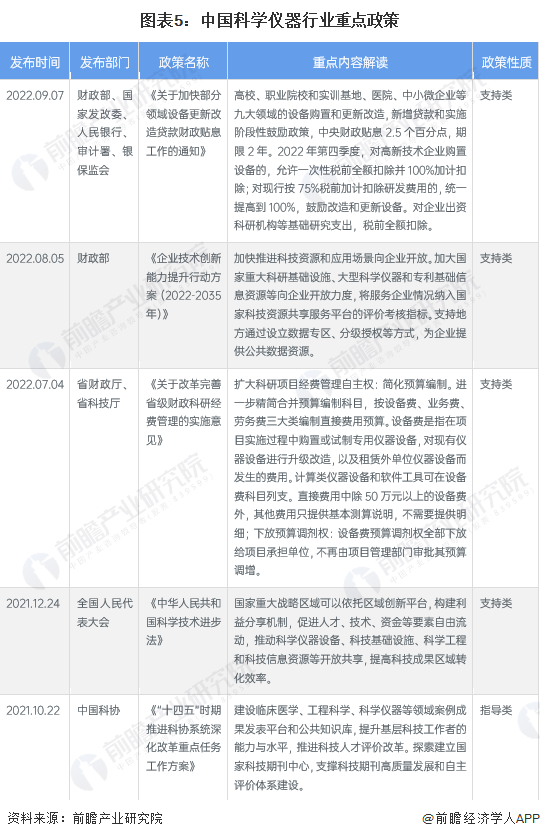 图表5：中国科学仪器行业重点政策
发布时间 发布部门 政策名称 重点内容解读 政策性质
2022.09.07
财政部、国
家发改委、
人民银行、
审计署、银
保监会
《关于加快部分
领域设备更新改
造贷款财政贴息
工作的通知》
高校、职业院校和实训基地、医院、中小微企业等
九大领域的设备购置和更新改造，新增贷款和实施
阶段性鼓励政策，中央财政贴息 2.5 个百分点，期
限 2 年。2022 年第四季度，对高新技术企业购置
设备的，允许一次性税前全额扣除并 100%加计扣
除；对现行按 75%税前加计扣除研发费用的，统一
提高到 100%，鼓励改造和更新设备。对企业出资
科研机构等基础研究支出，税前全额扣除。
支持类
2022.08.05
财政部
《企业技术创新
能力提升行动方
案（2022-2035
年）》
加快推进科技资源和应用场景向企业开放。加大国
家重大科研基础设施、大型科学仪器和专利基础信
息资源等向企业开放力度，将服务企业情况纳入国
家科技资源共享服务平台的评价考核指标。支持地
方通过设立数据专区、分级授权等方式，为企业提
供公共数据资源。
支持类
2022.07.04
省财政厅、
省科技厅
《关于改革完善
省级财政科研经
费管理的实施意
见》
扩大科研项目经费管理自主权：简化预算编制。进
一步精简合并预算编制科目，按设备费、业务费、
劳务费三大类编制直接费用预算。设备费是指在项
目实施过程中购置或试制专用仪器设备，对现有仪
器设备进行升级改造，以及租赁外单位仪器设备而
发生的费用。计算类仪器设备和软件工具可在设备
费科目列支。直接费用中除 50 万元以上的设备费
外，其他费用只提供基本测算说明，不需要提供明
细；下放预算调剂权：设备费预算调剂权全部下放
给项目承担单位，不再由项目管理部门审批其预算
调增。
支持类
2021.12.24
全国人民代
表大会
《中华人民共和
国科学技术进步
法》
国家重大战略区域可以依托区域创新平台，构建利
益分享机制，促进人才、技术、资金等要素自由流
动，推动科学仪器设备、科技基础设施、科学工程
和科技信息资源等开放共享，提高科技成果区域转
化效率。
支持类
2021.10.22
中国科协
《“十四五”时期
推进科协系统深
化改革重点任务
工作方案》
建设临床医学、工程科学、科学仪器等领域案例成
果发表平台和公共知识库，提升基层科技工作者的
能力与水平，推进科技人才评价改革。探索建立国
家科技期刊中心，支撑科技期刊高质量发展和自主
评价体系建设。
指导类
资料来源：前瞻产业研究院
@前瞻经济学人APP
前瞻产业研究院